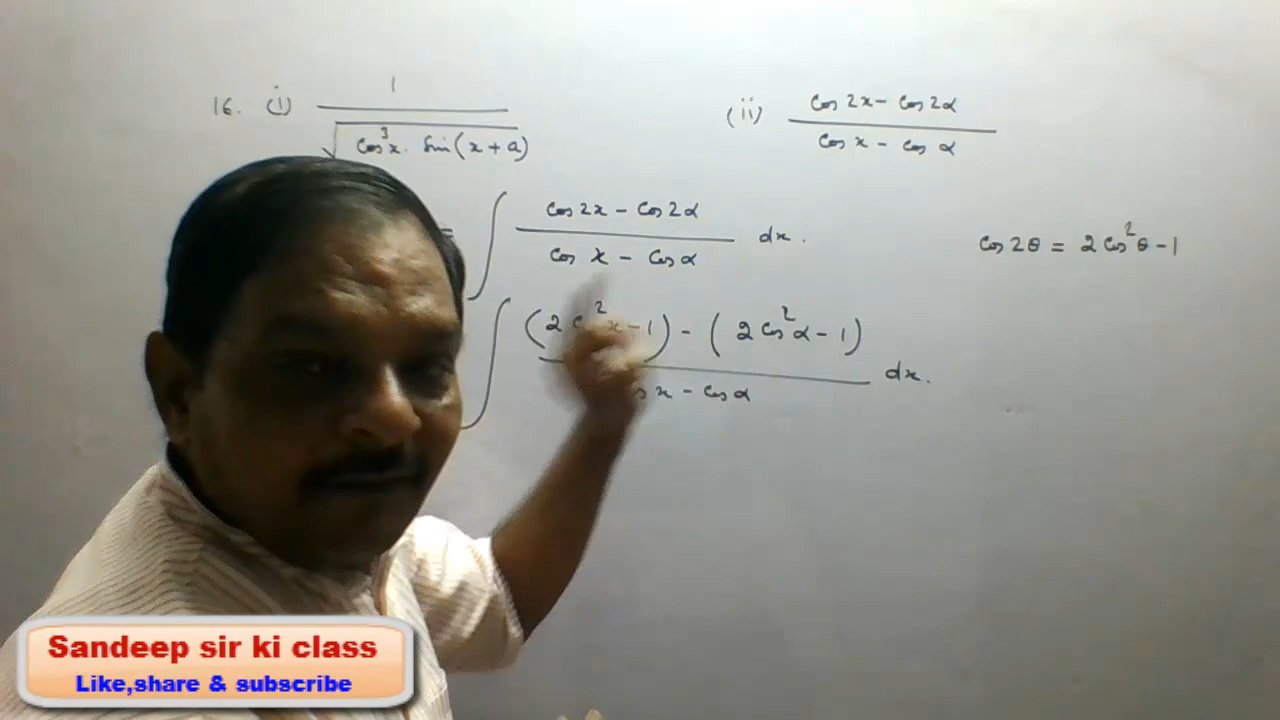 16. (i) 1 / √(cos³x. sin(x + a))
(ii) cos 2x - cos 2α / cos x - cos α
= ∫ cos 2x - cos 2α / cos x - cos α dx.
cos 2θ = 2 cos²θ - 1
∫ (2 cos²x - 1) - (2 cos²α - 1) / cos x - cos α dx.
Sandeep sir ki class
Like,share & subscribe